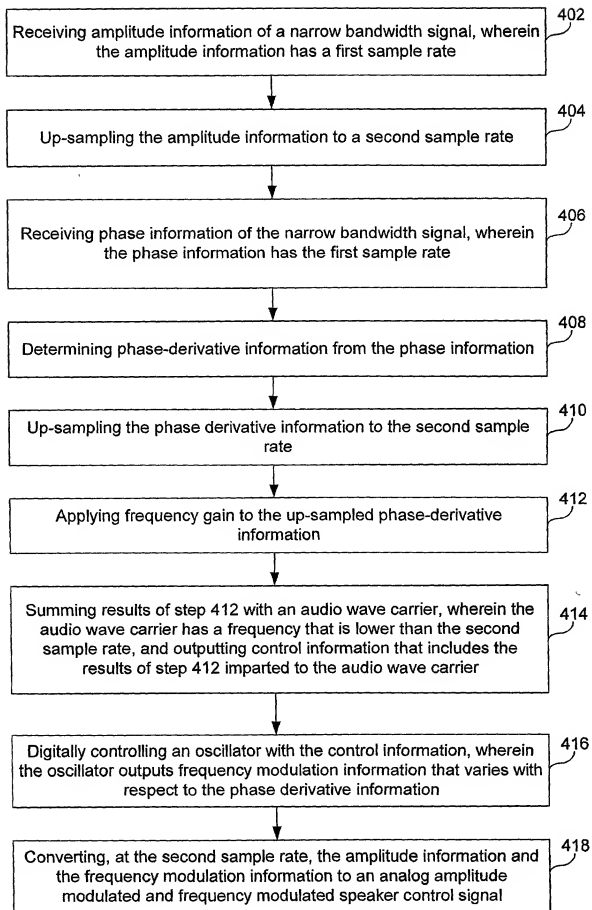 402
Receiving amplitude information of a narrow bandwidth signal, wherein
the amplitude information has a first sample rate
404
Up-sampling the amplitude information to a second sample rate
406
Receiving phase information of the narrow bandwidth signal, wherein
the phase information has the first sample rate
408
Determining phase-derivative information from the phase information
410
Up-sampling the phase derivative information to the second sample
rate
412
Applying frequency gain to the up-sampled phase-derivative
information
414
Summing results of step 412 with an audio wave carrier, wherein the
audio wave carrier has a frequency that is lower than the second
sample rate, and outputting control information that includes the
results of step 412 imparted to the audio wave carrier
416
Digitally controlling an oscillator with the control information, wherein
the oscillator outputs frequency modulation information that varies with
respect to the phase derivative information
418
Converting, at the second sample rate, the amplitude information and
the frequency modulation information to an analog amplitude
modulated and frequency modulated speaker control signal